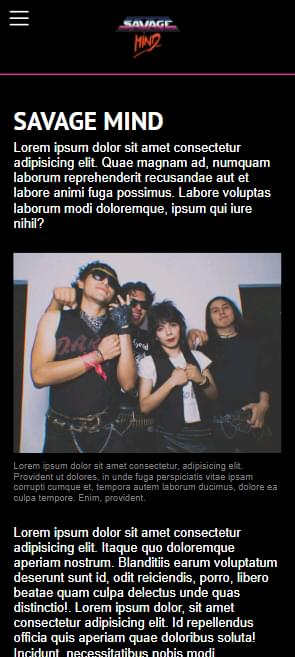 SAVAGE
MIND
SAVAGE MIND
Lorem ipsum dolor sit amet consectetur
adipisicing elit. Quae magnam ad, numquam
laborum reprehenderit recusandae aut et
labore animi fuga possimus. Labore voluptas
laborum modi doloremque, ipsum qui iure
nihil?
Lorem ipsum dolor sit amet consectetur, adipisicing elit.
Provident ut dolores, in unde fuga perspiciatis vitae ipsam
corrupti cumque et, tempora autem laborum ducimus, dolore ea
culpa tempore. Enim, provident.
Lorem ipsum dolor sit amet consectetur
adipisicing elit. Itaque quo doloremque
aperiam nostrum. Blanditiis earum voluptatum
deserunt sunt id, odit reiciendis, porro, libero
beatae quam culpa delectus unde quas
distinctio!. Lorem ipsum dolor, sit amet
consectetur adipisicing elit. Id repellendus
officia quis aperiam quae doloribus soluta!
Incidunt, necessitatibus nobis modi